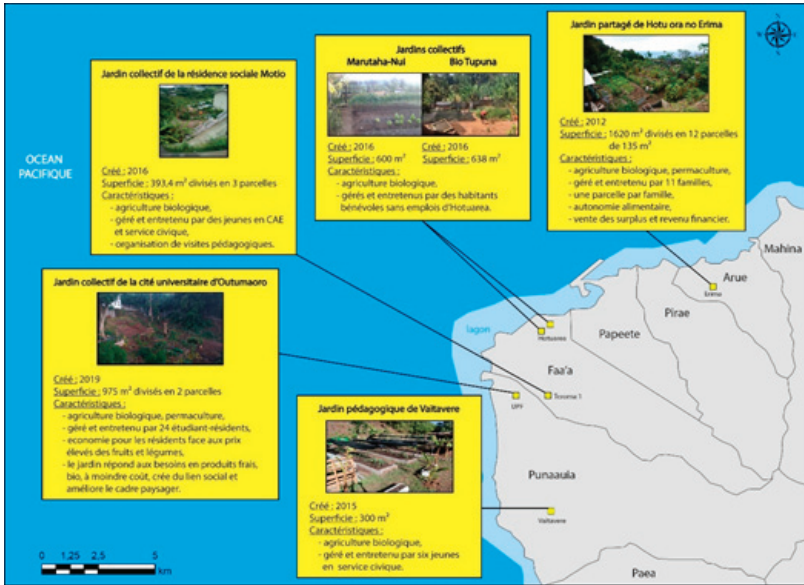 Jardin collectif de la résidence sociale Motio
Créé : 2016
Superficie : 393,4 m² divisés en 3 parcelles
Caractéristiques :
- agriculture biologique,
- géré et entretenu par des jeunes en CAE
et service civique,
- organisation de visites pédagogiques.
Jardins collectifs
Marutaha-Nui
Bio Tupuna
Créé : 2016
Créé : 2016
Superficie : 600 m²
Superficie : 638 m²
Caractéristiques :
- agriculture biologique,
- gérés et entretenus par des habitants
bénévoles sans emplois d'Hotuarea.
Jardin partagé de Hotu ora no Erima
Créé : 2012
Superficie : 1620 m² divisés en 12 parcelles
de 135 m²
Caractéristiques :
- agriculture biologique, permaculture,
- géré et entretenu par 11 familles,
- une parcelle par famille,
- autonomie alimentaire,
- vente des surplus et revenu financier.
OCEAN
PACIFIQUE
Jardin collectif de la cité universitaire d'Outumaoro
Créé : 2019
Superficie : 975 m² divisés en 2 parcelles
Caractéristiques :
- agriculture biologique, permaculture,
- géré et entretenu par 24 étudiant-résidents,
- economie pour les résidents face aux prix
élevés des fruits et légumes,
- le jardin répond aux besoins en produits frais,
bio, à moindre coût, crée du lien social et
améliore le cadre paysager.
Jardin pédagogique de Vaitavere
Créé : 2015
Superficie : 300 m²
Caractéristiques :
- agriculture biologique,
- géré et entretenu par six jeunes
en service civique.
lagon
Mahina
Arue
Erima
Pirae
Papeete
Hotuarea
Faa'a
UPF
Punaauia
Vaitavere
Paea
0 1,25 2,5 5
km